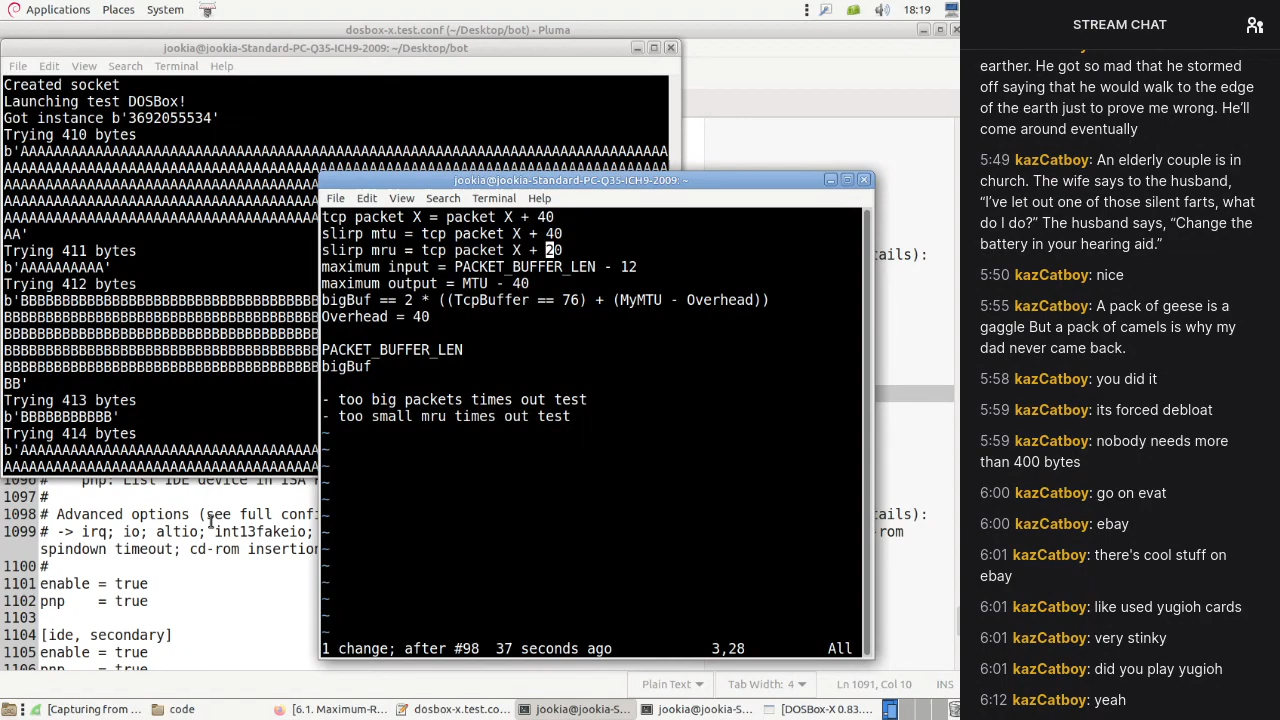 Applications Places System 18:19
dosbox-x.test.conf (~/Desktop/bot) - Pluma
jookia@jookia-Standard-PC-Q35-ICH9-2009: ~/Desktop/bot
File Edit View Search Terminal Help
Created socket
Launching test DOSBox!
Got instance b'3692055534'
Trying 410 bytes
AA'
Trying 411 bytes
b'AAAAAAAAAA'
Trying 412 bytes
BB'
Trying 413 bytes
b'BBBBBBBBBBB'
Trying 414 bytes
jookia@jookia-Standard-PC-Q35-ICH9-2009: ~
File Edit View Search Terminal Help
tcp packet X = packet X + 40
slirp mtu = tcp packet X + 40
slirp mru = tcp packet X + 20
maximum input = PACKET_BUFFER_LEN - 12
maximum output = MTU - 40
bigBuf == 2 * ((TcpBuffer == 76) + (MyMTU - Overhead))
Overhead = 40
PACKET_BUFFER_LEN
bigBuf
- too big packets times out test
- too small mru times out test
~
~
~
~
~
~
~
~
~
~
~
~
~
1 change; after #98 37 seconds ago 3,28 All
ails):
1096 # pnp: List IDE device in ISA
1097 #
1098 # Advanced options (see full confi tails):
1099 # -> irq; io; altio; int13fakeio; rom
spindown timeout; cd-rom insertion
1100 #
1101 enable = true
1102 pnp = true
1103
1104 [ide, secondary]
1105 enable = true
1106 pnp = true
Plain Text Tab Width: 4 Ln 1091, Col 10 INS
[Capturing from ... code [6.1. Maximum-R... dosbox-x.test.co... jookia@jookia-S... jookia@jookia-S... [DOSBox-X 0.83....
STREAM CHAT
earther. He got so mad that he stormed
off saying that he would walk to the edge
of the earth just to prove me wrong. He'll
come around eventually
5:49 kazCatboy: An elderly couple is in
church. The wife says to the husband,
“I've let out one of those silent farts, what
do I do?” The husband says, “Change the
battery in your hearing aid.”
5:50 kazCatboy: nice
5:55 kazCatboy: A pack of geese is a
gaggle But a pack of camels is why my
dad never came back.
5:58 kazCatboy: you did it
5:59 kazCatboy: its forced debloat
5:59 kazCatboy: nobody needs more
than 400 bytes
6:00 kazCatboy: go on evat
6:00 kazCatboy: ebay
6:01 kazCatboy: there's cool stuff on
ebay
6:01 kazCatboy: like used yugioh cards
6:01 kazCatboy: very stinky
6:01 kazCatboy: did you play yugioh
6:12 kazCatboy: yeah